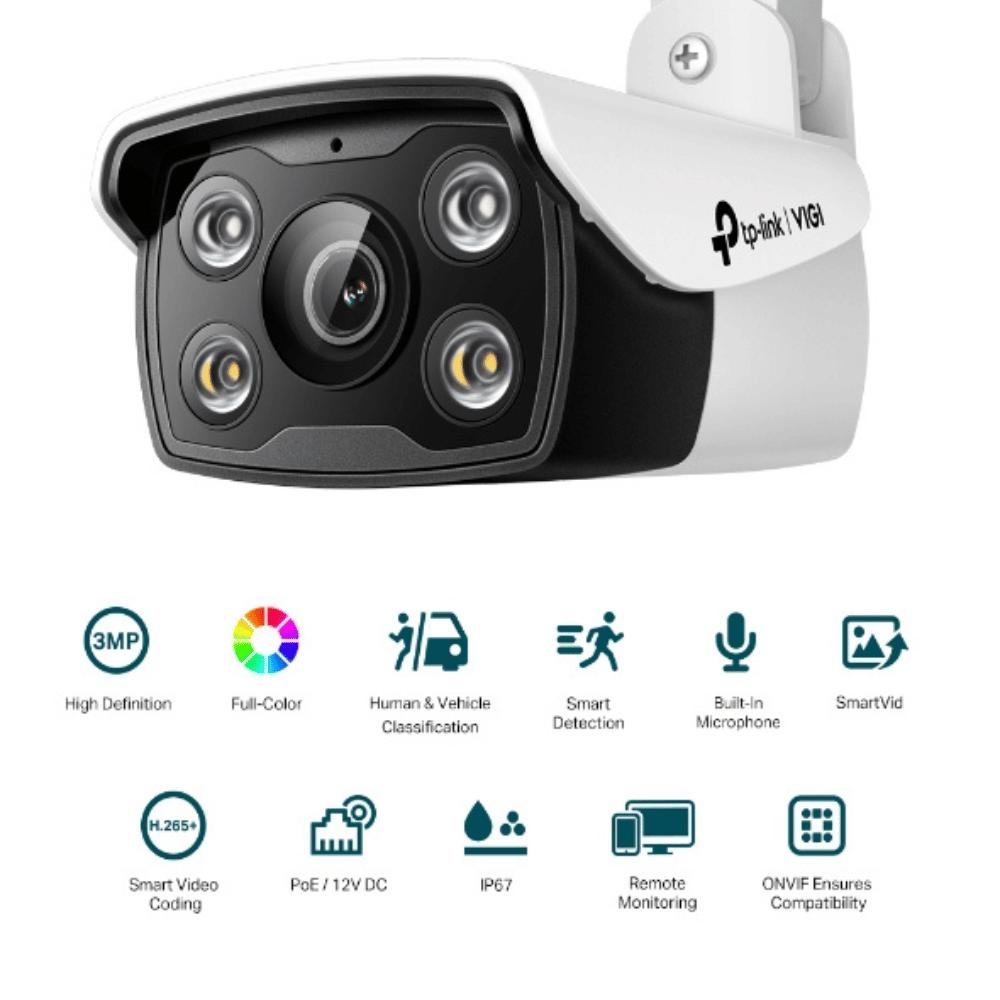 tp-link | VIGI
3MP
High Definition
Full-Color
Human & Vehicle
Classification
Smart
Detection
Built-In
Microphone
SmartVid
H.265+
Smart Video
Coding
PoE / 12V DC
IP67
Remote
Monitoring
ONVIF Ensures
Compatibility